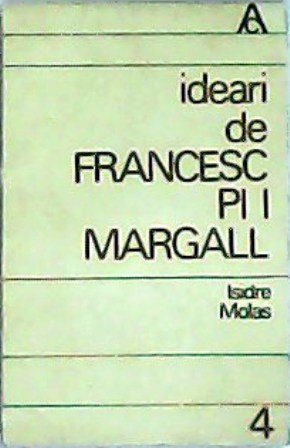 ideari
de
FRANCESC
PI I
MARGALL
Isidre
Molas
4